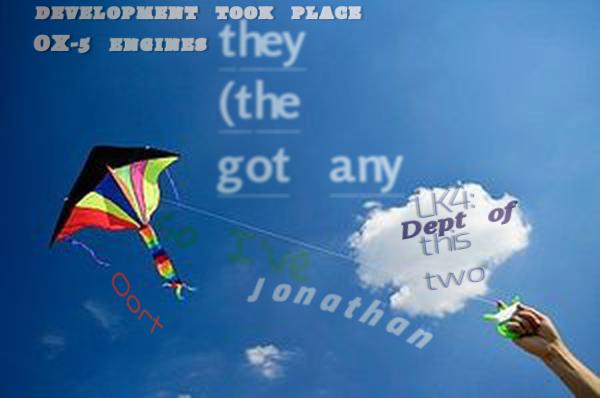 DEVELOPMENT TOOK PLACE
OX-5 ENGINES
they
(the
got any
LK4:
Dept of
this
two
So I've
Jonathan
Oort